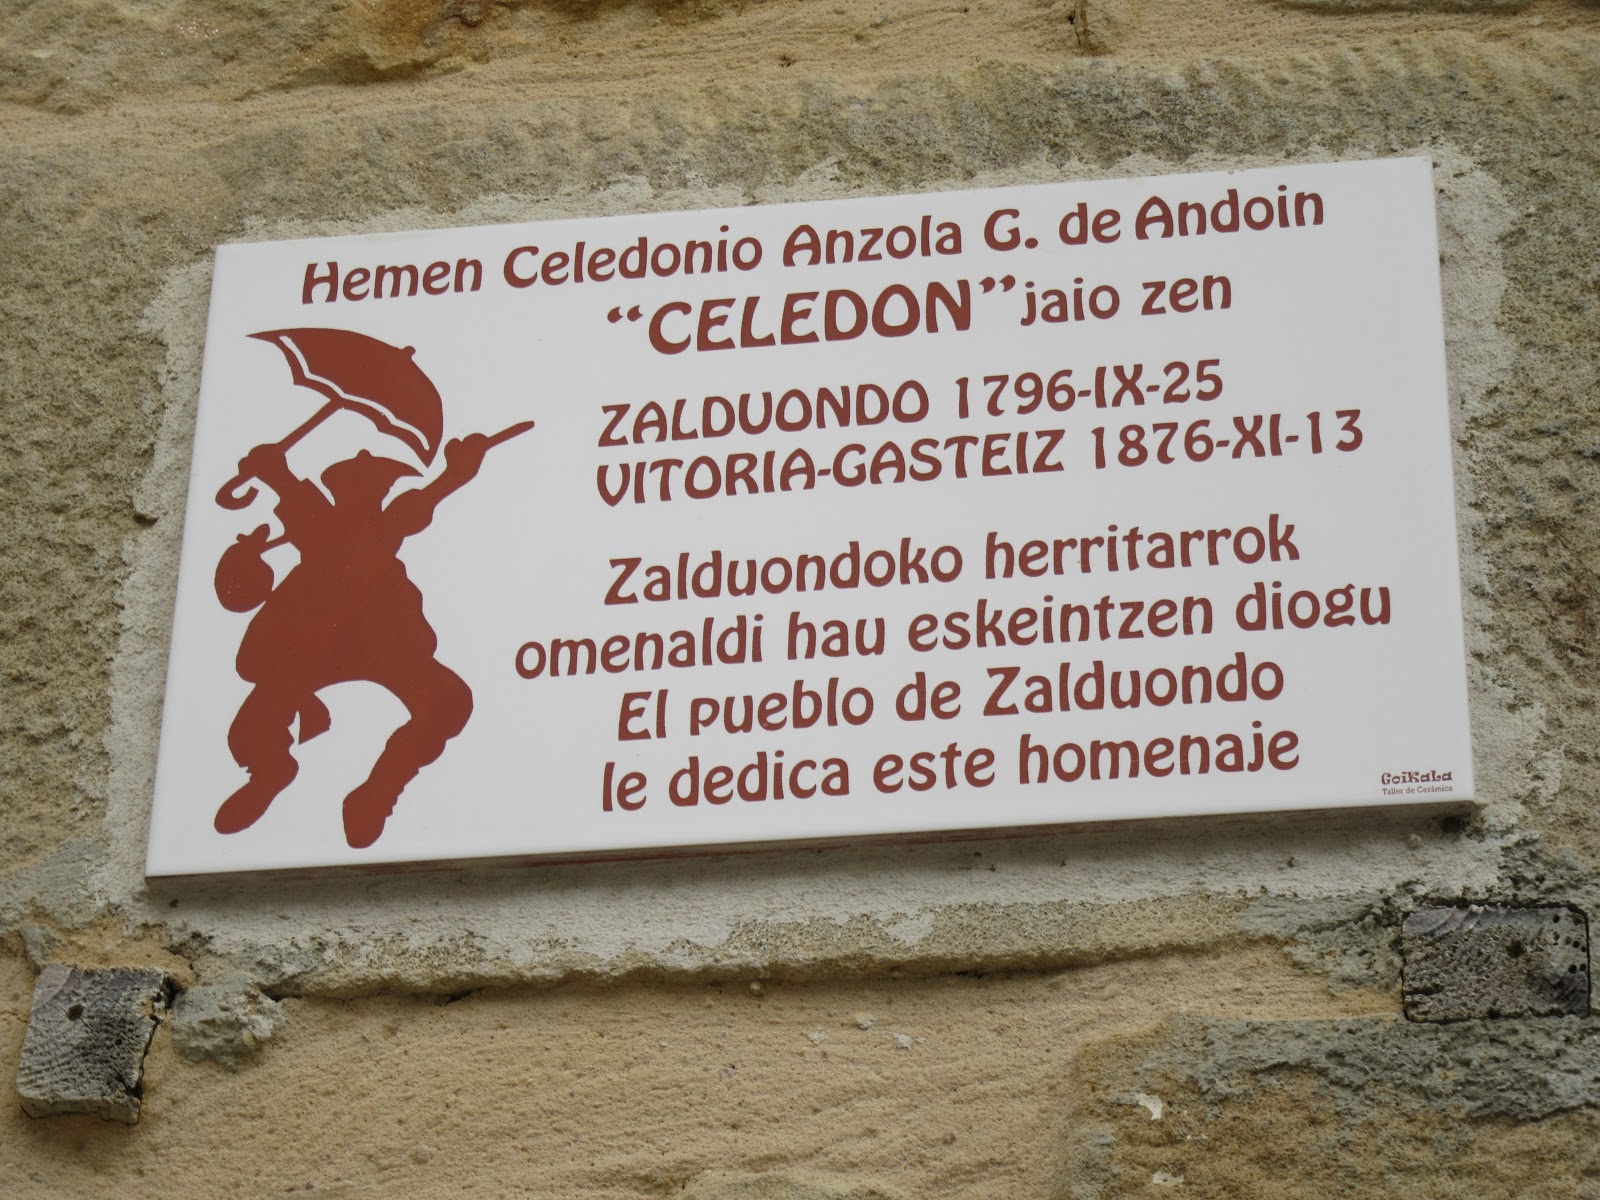 Hemen Celedonio Anzola G. de Andoin
“CELEDON” jaio zen
ZALDUONDO 1796-IX-25
VITORIA-GASTEIZ 1876-XI-13
Zalduondoko herritarrok
omenaldi hau eskeintzen diogu
El pueblo de Zalduondo
le dedica este homenaje
GoiKaLa
Taller de Cerámica